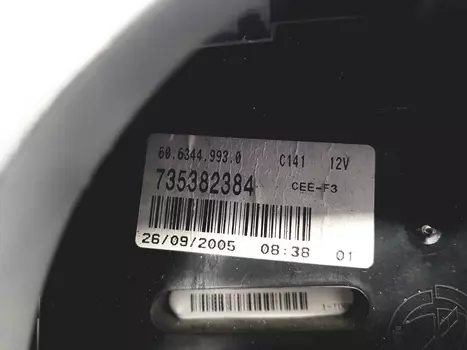 60.6344.993.0 C141 12V
735382384 CEE-F3
26/09/2005 08:38 01